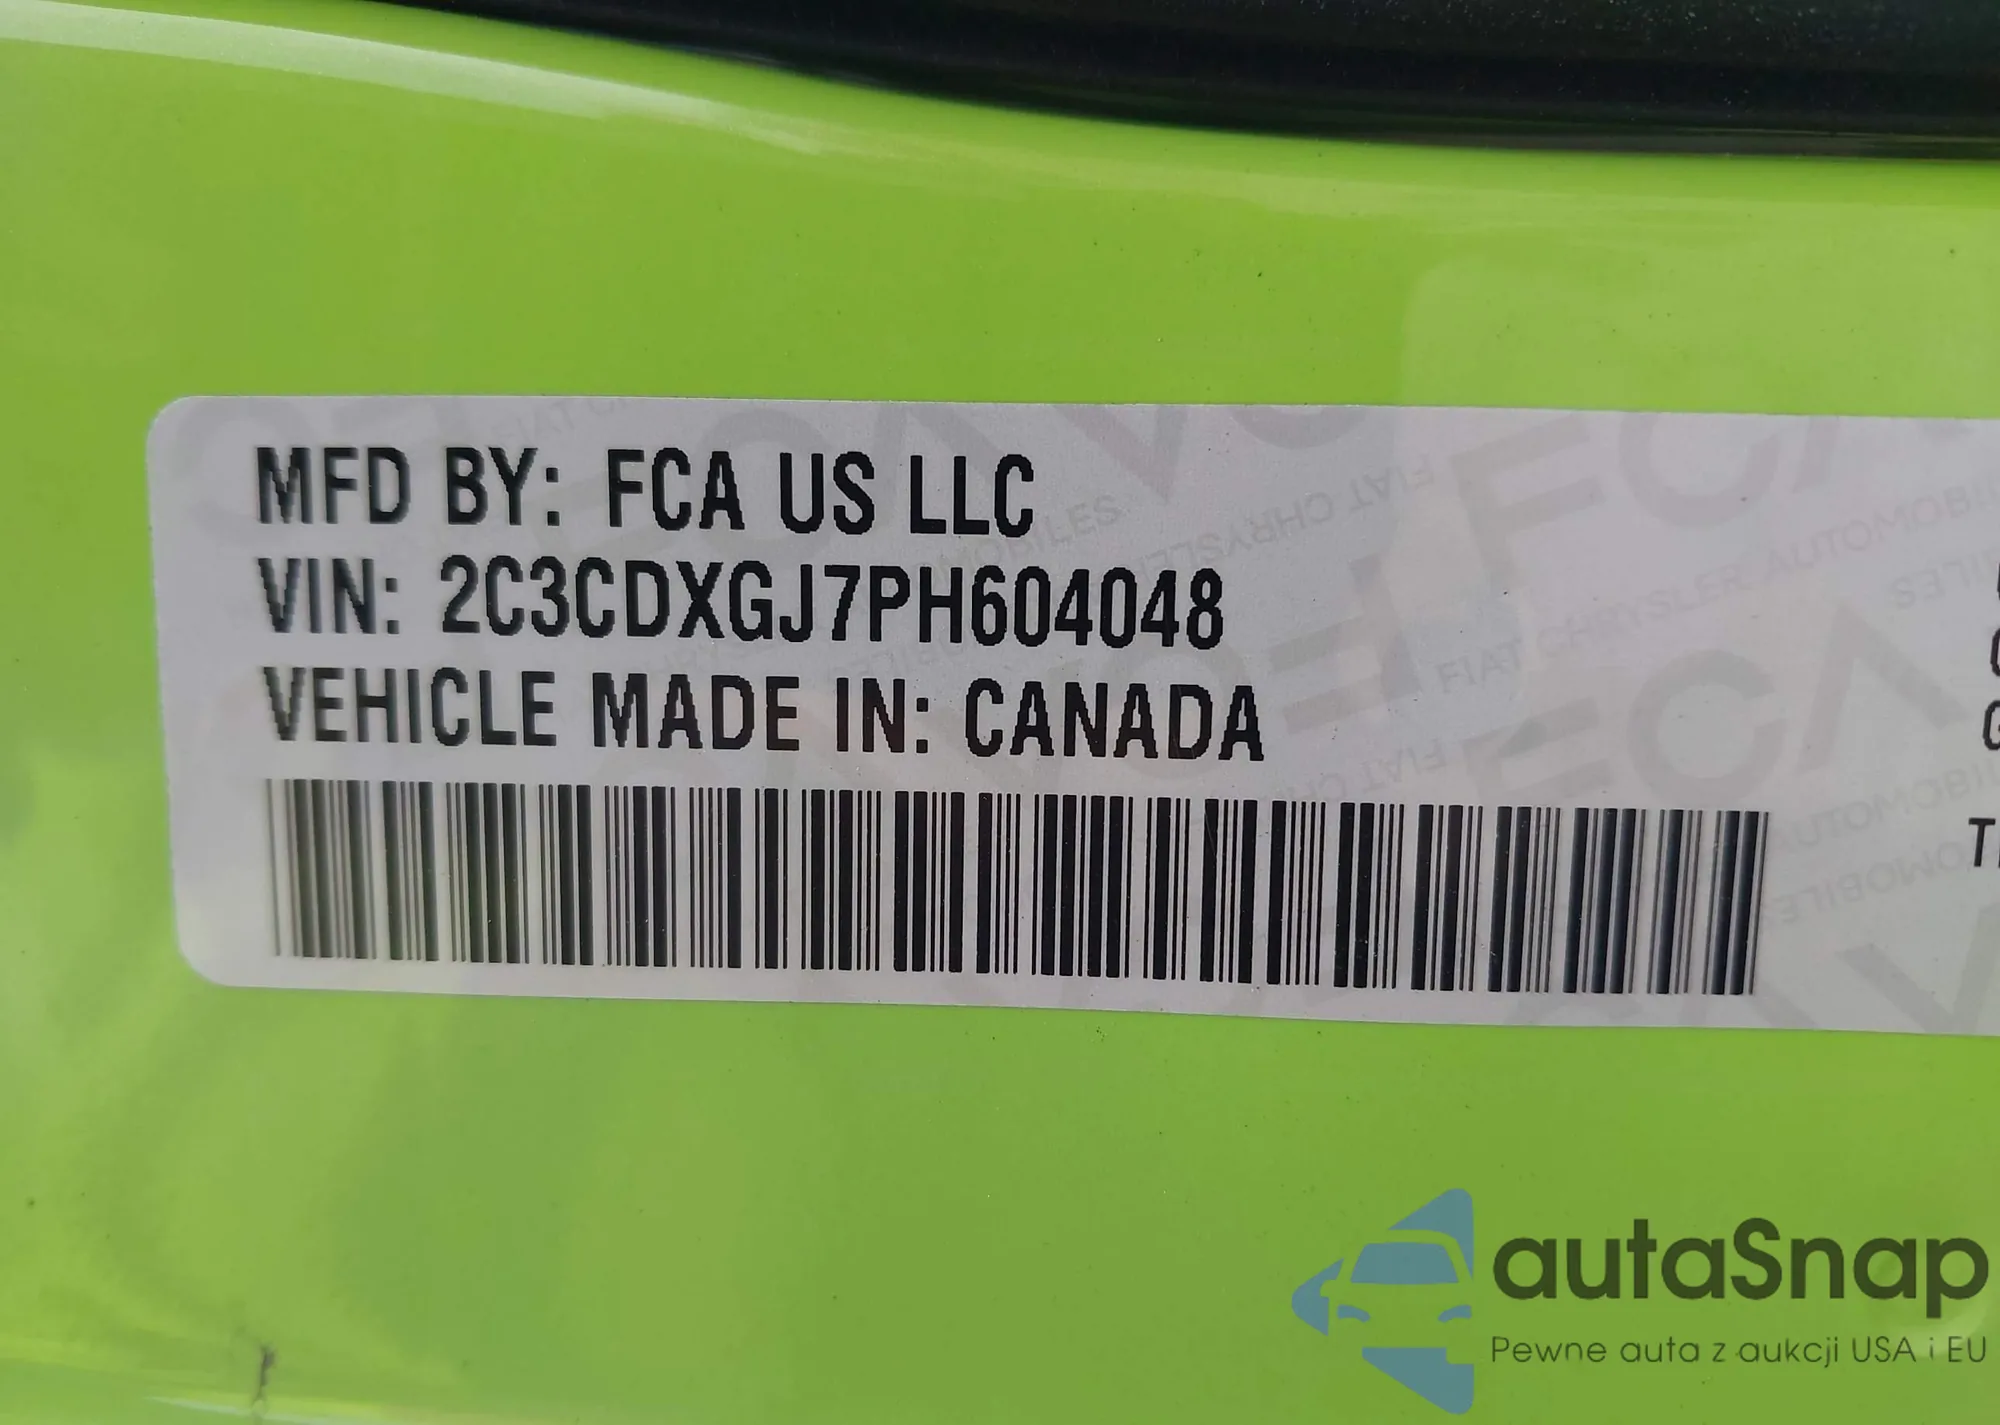 MFD BY: FCA US LLC
VIN: 2C3CDXGJ7PH604048
VEHICLE MADE IN: CANADA
autaSnap
Pewne auta z aukcji USA i EU